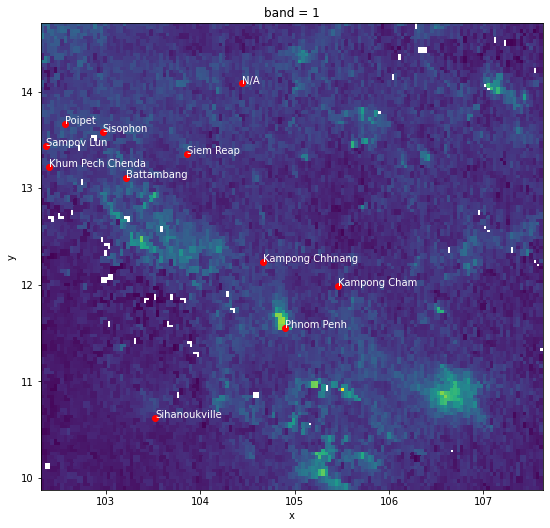 band = 1
14
N/A
Poipet
Sisophon
Sampov Lun
Siem Reap
Khum Pech Chenda
Battambang
13
y
Kampong Chhnang
12
Kampong Cham
Phnom Penh
11
Sihanoukville
10
103
104
105
106
107
x